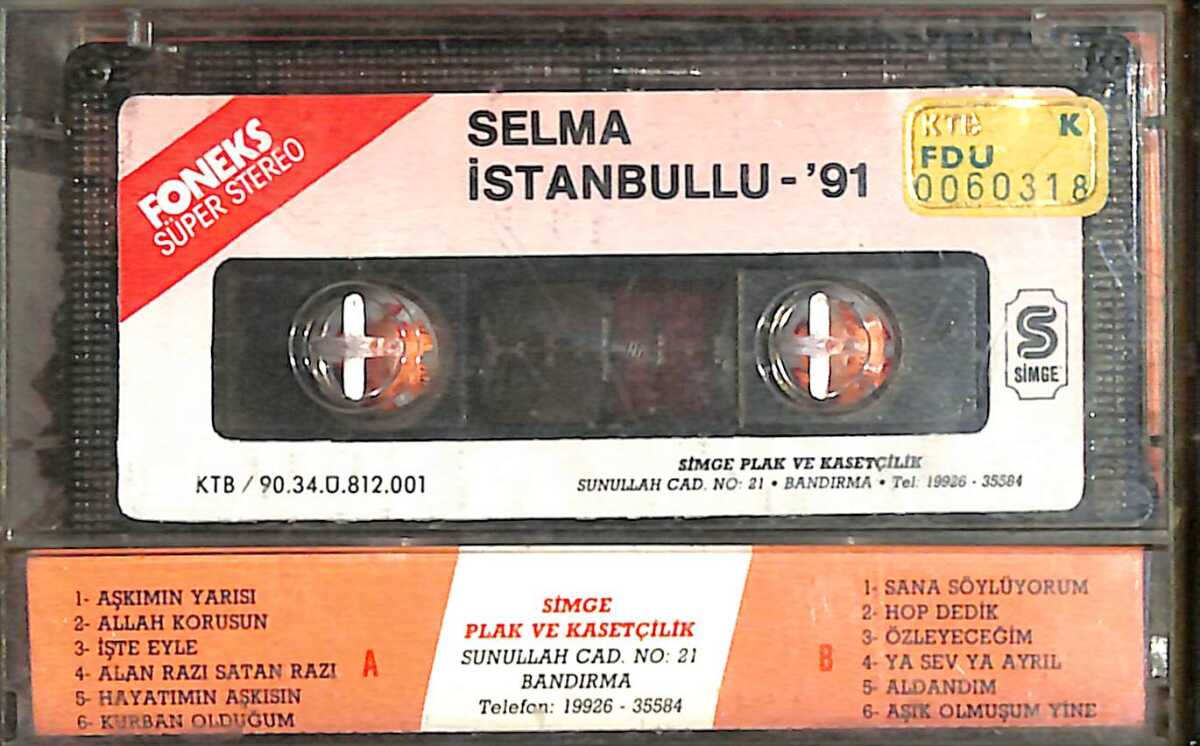 FONEKS
SÜPER STEREO
SELMA
İSTANBULLU - '91
KTB K
FDU
0060318
S
SİMGE
KTB / 90.34.Ü.812.001
SİMGE PLAK VE KASETÇİLİK
SUNULLAH CAD. NO: 21 • BANDIRMA • Tel: 19926 - 35584
1- AŞKIMIN YARISI
2- ALLAH KORUSUN
3- İŞTE EYLE
4- ALAN RAZI SATAN RAZI
5- HAYATIMIN AŞKISIN
6- KURBAN OLDUĞUM
A
SİMGE
PLAK VE KASETÇİLİK
SUNULLAH CAD. NO: 21
BANDIRMA
Telefon: 19926 - 35584
B
1- SANA SÖYLÜYORUM
2- HOP DEDİK
3- ÖZLEYECEĞİM
4- YA SEV YA AYRIL
5- ALDANDIM
6- AŞIK OLMUŞUM YİNE